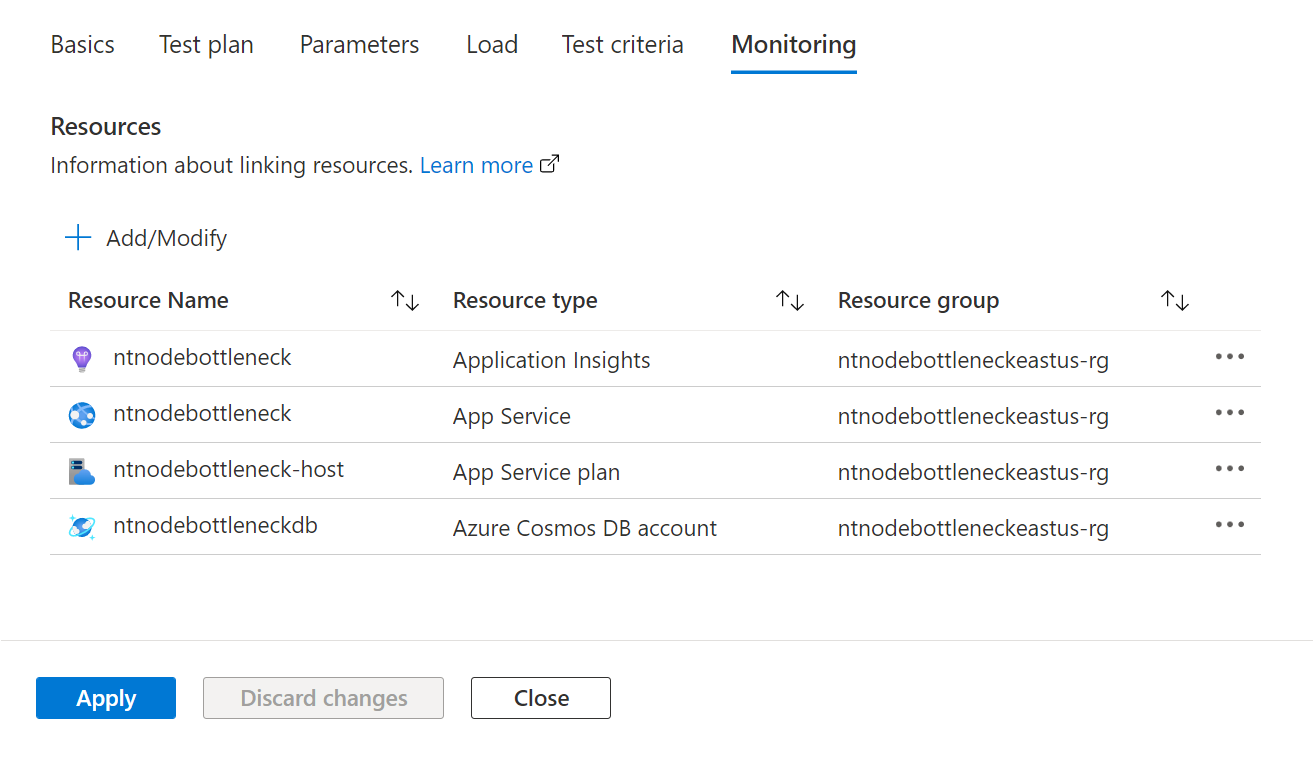 Basics Test plan Parameters Load Test criteria Monitoring
Resources
Information about linking resources. Learn more
Add/Modify
Resource Name Resource type Resource group
ntnodebottleneck Application Insights ntnodebottleneckeastus-rg
ntnodebottleneck App Service ntnodebottleneckeastus-rg
ntnodebottleneck-host App Service plan ntnodebottleneckeastus-rg
ntnodebottleneckdb Azure Cosmos DB account ntnodebottleneckeastus-rg
Apply Discard changes Close